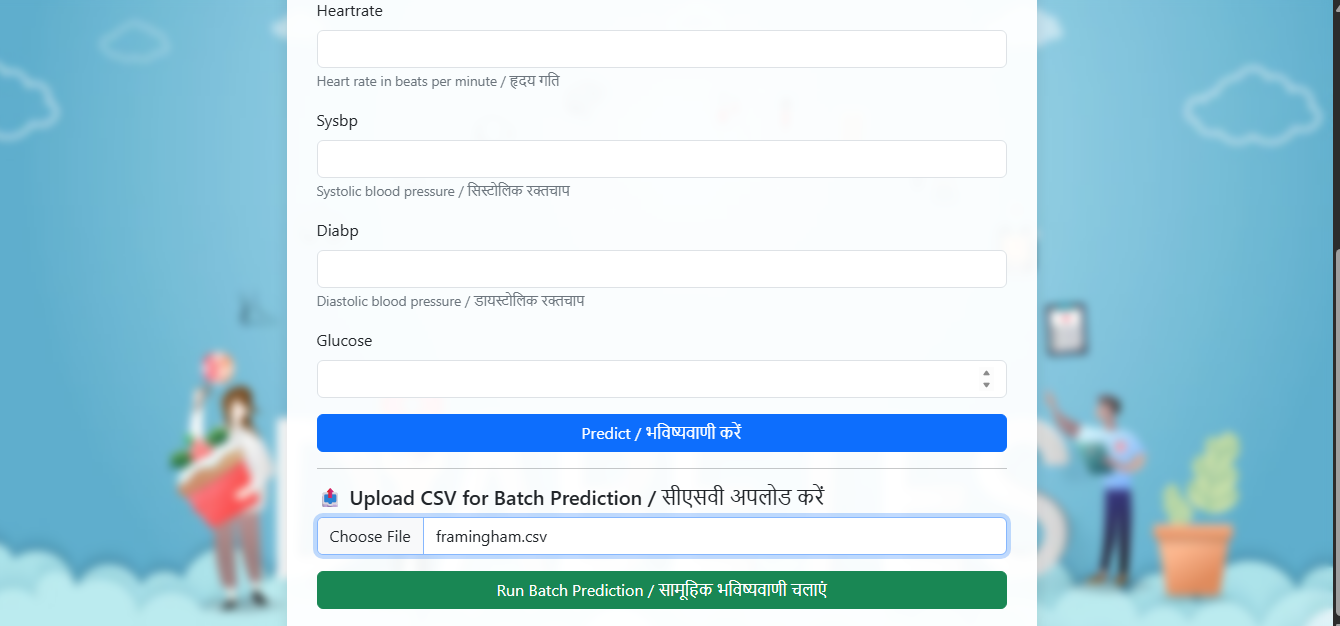 Heartrate
Heart rate in beats per minute / हृदय गति
Sysbp
Systolic blood pressure / सिस्टोलिक रक्तचाप
Diabp
Diastolic blood pressure / डायस्टोलिक रक्तचाप
Glucose
Predict / भविष्यवाणी करें
Upload CSV for Batch Prediction / सीएसवी अपलोड करें
Choose File framingham.csv
Run Batch Prediction / सामूहिक भविष्यवाणी चलाएं